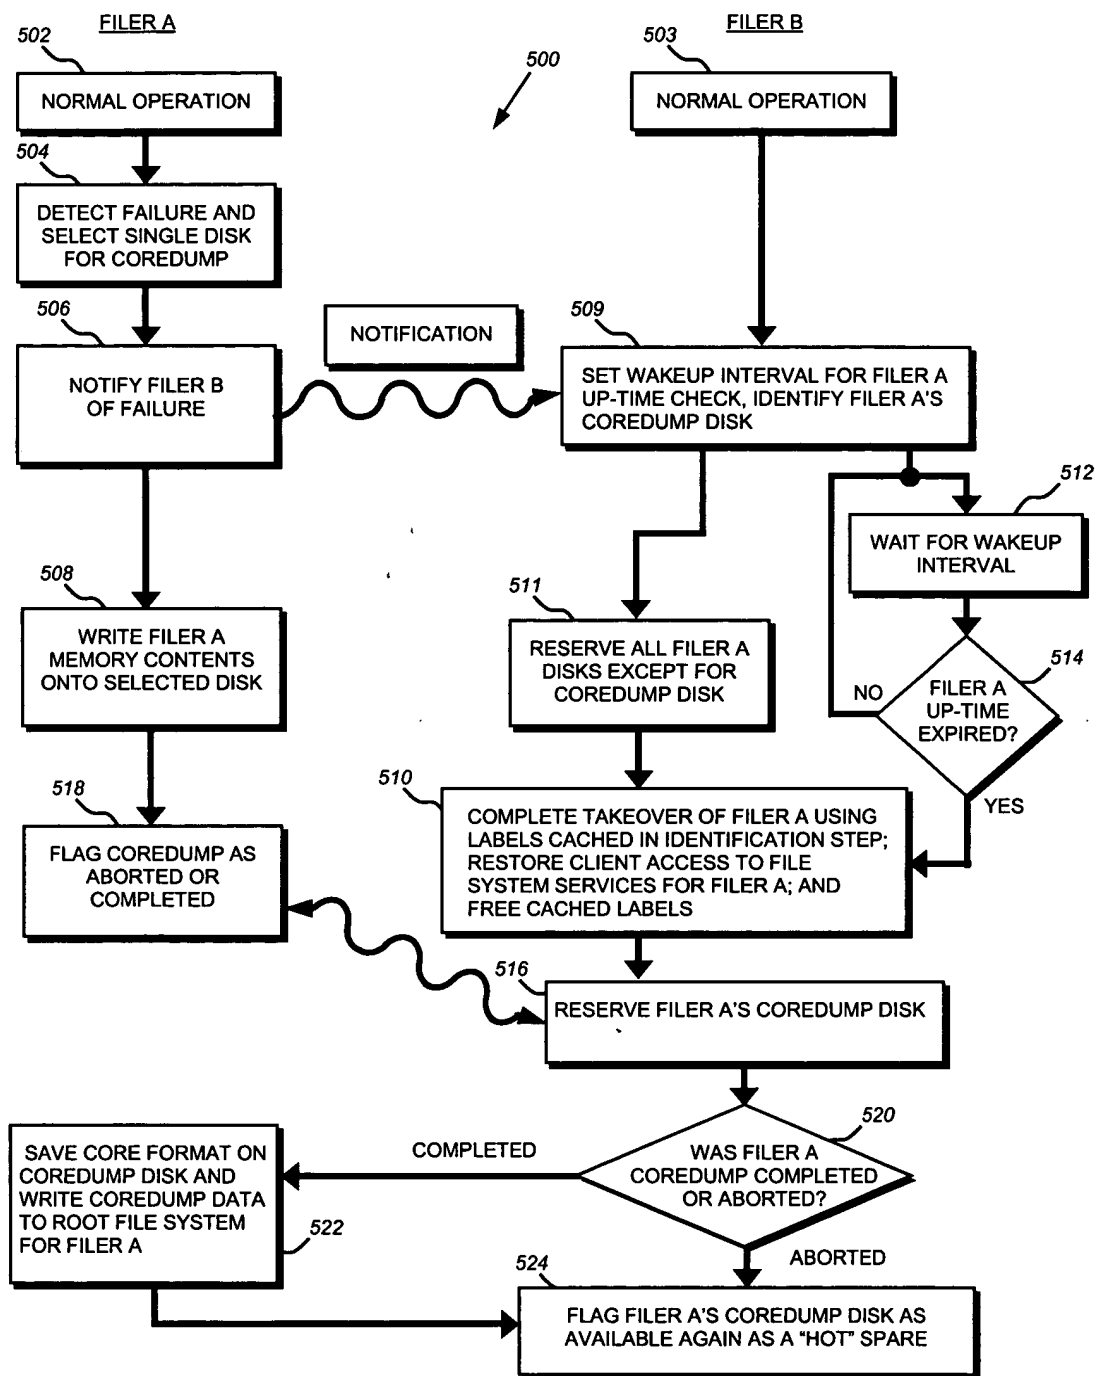 FILER A
FILER B
502
503
500
NORMAL OPERATION
NORMAL OPERATION
504
DETECT FAILURE AND
SELECT SINGLE DISK
FOR COREDUMP
506
NOTIFICATION
509
NOTIFY FILER B
OF FAILURE
SET WAKEUP INTERVAL FOR FILER A
UP-TIME CHECK, IDENTIFY FILER A'S
COREDUMP DISK
512
WAIT FOR WAKEUP
INTERVAL
508
WRITE FILER A
MEMORY CONTENTS
ONTO SELECTED DISK
511
RESERVE ALL FILER A
DISKS EXCEPT FOR
COREDUMP DISK
514
NO
FILER A
UP-TIME
EXPIRED?
YES
518
FLAG COREDUMP AS
ABORTED OR
COMPLETED
510
COMPLETE TAKEOVER OF FILER A USING
LABELS CACHED IN IDENTIFICATION STEP;
RESTORE CLIENT ACCESS TO FILE
SYSTEM SERVICES FOR FILER A; AND
FREE CACHED LABELS
516
RESERVE FILER A'S COREDUMP DISK
520
WAS FILER A
COREDUMP COMPLETED
OR ABORTED?
COMPLETED
SAVE CORE FORMAT ON
COREDUMP DISK AND
WRITE COREDUMP DATA
TO ROOT FILE SYSTEM
FOR FILER A
522
ABORTED
524
FLAG FILER A'S COREDUMP DISK AS
AVAILABLE AGAIN AS A "HOT" SPARE